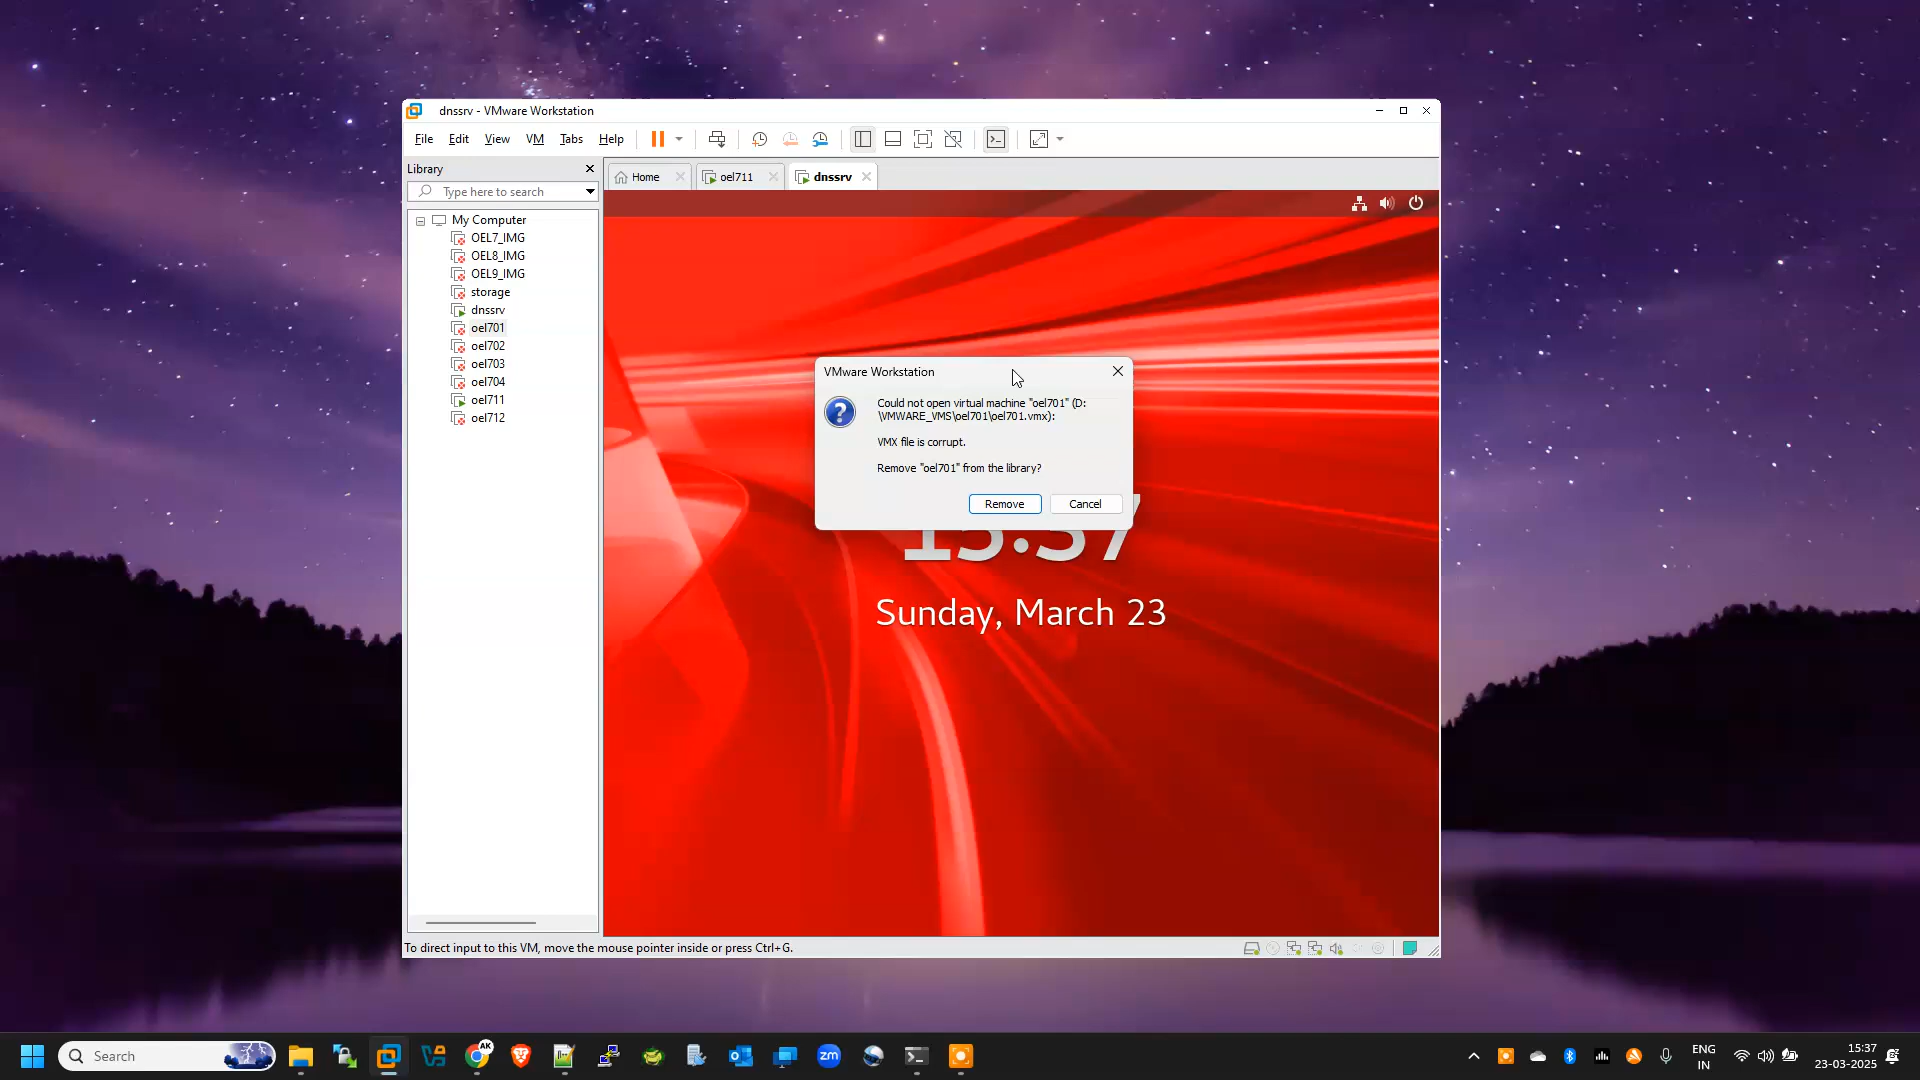 dnssrv - VMware Workstation
File Edit View VM Tabs Help
Library
Type here to search
Home oel711 dnssrv
My Computer
OEL7_IMG
OEL8_IMG
OEL9_IMG
storage
dnssrv
oel701
oel702
oel703
oel704
oel711
oel712
VMware Workstation
Could not open virtual machine "oel701" (D:
\VMWARE_VMS\oel701\oel701.vmx):
VMX file is corrupt.
Remove "oel701" from the library?
Remove Cancel
15:37
Sunday, March 23
To direct input to this VM, move the mouse pointer inside or press Ctrl+G.
Search
AK
zm
ENG
IN
15:37
23-03-2025